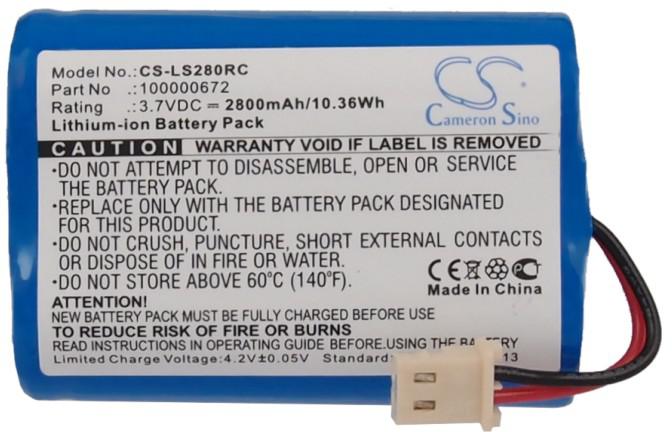 Model No.:CS-LS280RC
Part No :100000672
Rating :3.7VDC ⎓ 2800mAh/10.36Wh
Lithium-ion Battery Pack
CS
Cameron Sino
CAUTION WARRANTY VOID IF LABEL REMOVED
·DO NOT ATTEMPT TO DISASSEMBLE, OPEN OR SERVICE
THE BATTERY PACK.
·REPLACE ONLY WITH THE BATTERY PACK DESIGNATED
FOR THIS PRODUCT.
·DO NOT CRUSH, PUNCTURE, SHORT EXTERNAL CONTACTS
OR DISPOSE OF IN FIRE OR WATER.
·DO NOT STORE ABOVE 60°C (140°F).
CE
Made In China
ATTENTION!
NEW BATTERY PACK MUST BE FULLY CHARGED BEFORE USE
TO REDUCE RISK OF FIRE OR BURNS
READ INSTRUCTIONS IN OPERATING GUIDE BEFORE.USING THE BATTERY
Limited Charge Voltage:4.2V±0.05V Standard: 13